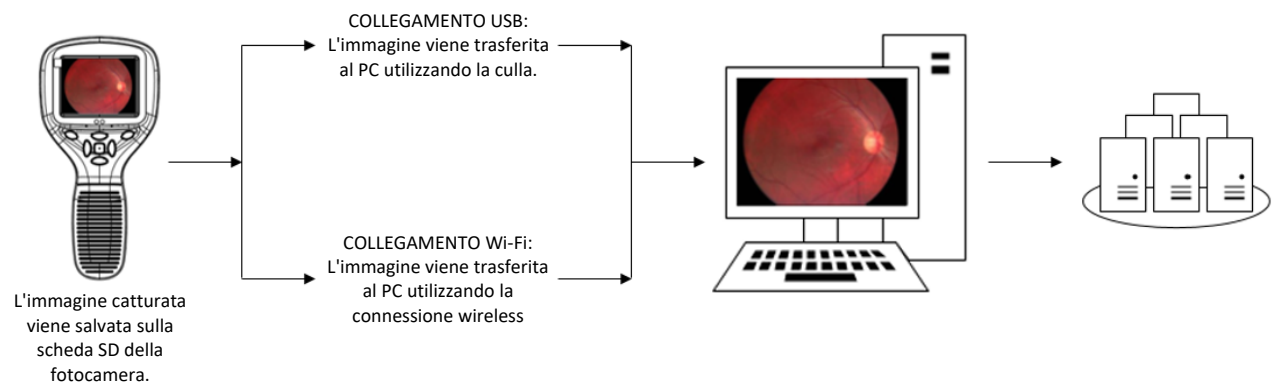 COLLEGAMENTO USB:
L'immagine viene trasferita
al PC utilizzando la culla.
COLLEGAMENTO Wi-Fi:
L'immagine viene trasferita
al PC utilizzando la
connessione wireless
L'immagine catturata
viene salvata sulla
scheda SD della
fotocamera.